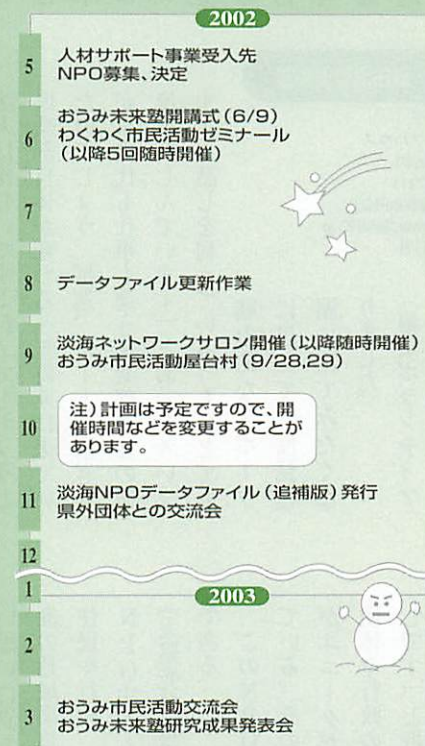 2002
5
人材サポート事業受入先
NPO募集、決定
6
おうみ未来塾開講式(6/9)
わくわく市民活動ゼミナール
(以降5回随時開催)
7
8
データファイル更新作業
9
淡海ネットワークサロン開催(以降随時開催)
おうみ市民活動屋台村(9/28,29)
10
注)計画は予定ですので、開
催時間などを変更することが
あります。
11
淡海NPOデータファイル(追補版)発行
県外団体との交流会
12
1
2003
2
3
おうみ市民活動交流会
おうみ未来塾研究成果発表会